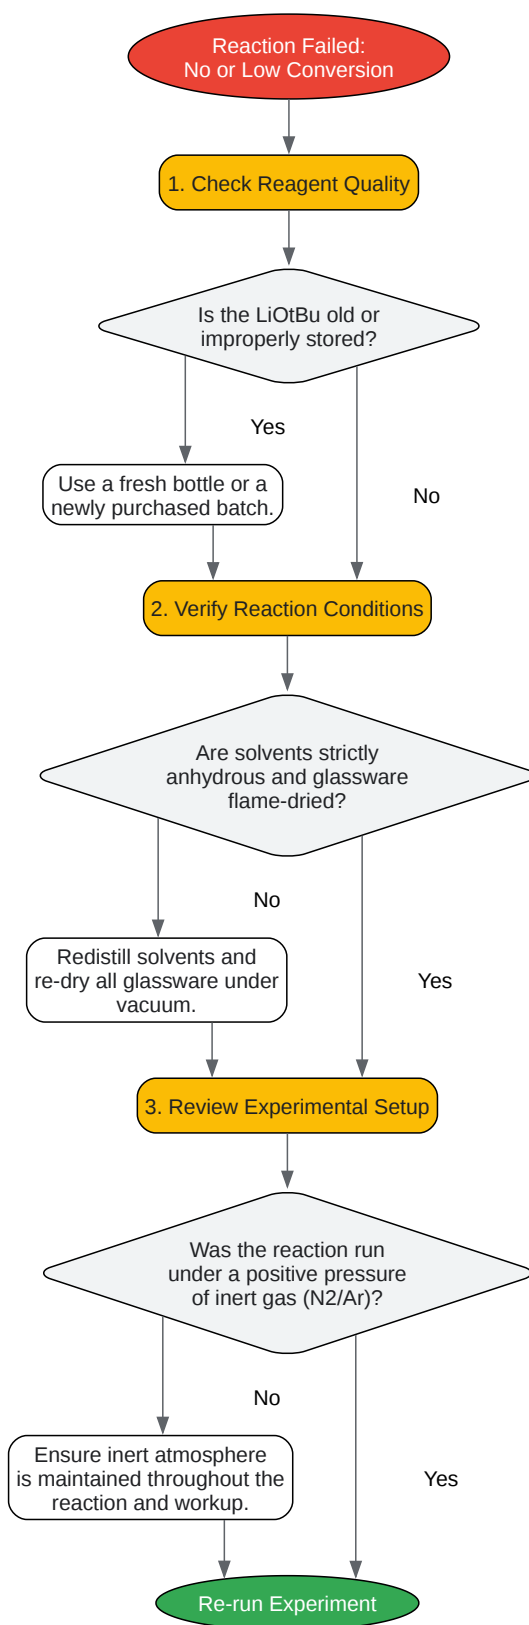 Reaction Failed:
No or Low Conversion
1. Check Reagent Quality
Is the LiOtBu old or
improperly stored?
Yes
Use a fresh bottle or a
newly purchased batch.
No
2. Verify Reaction Conditions
Are solvents strictly
anhydrous and glassware
flame-dried?
No
Redistill solvents and
re-dry all glassware under
vacuum.
Yes
3. Review Experimental Setup
Was the reaction run
under a positive pressure
of inert gas (N2/Ar)?
No
Ensure inert atmosphere
is maintained throughout the
reaction and workup.
Yes
Re-run Experiment